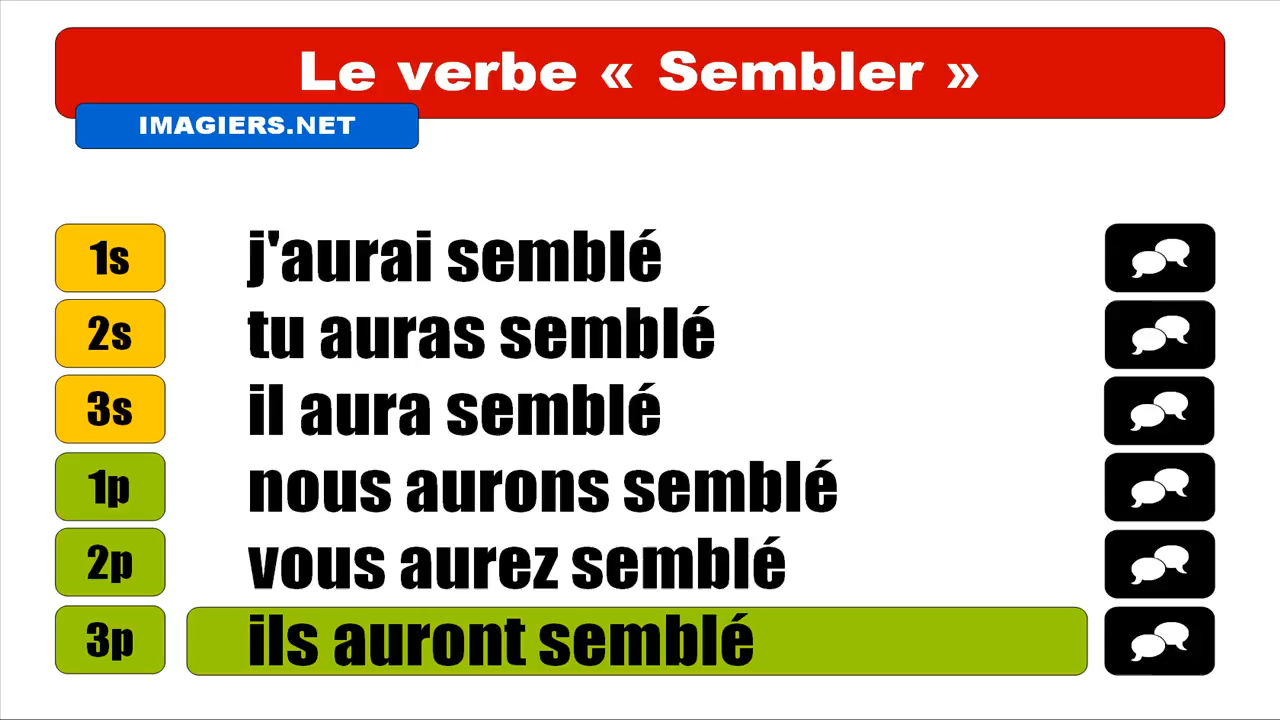 Le verbe « Sembler »
IMAGIERS.NET
1s j'aurai semblé
2s tu auras semblé
3s il aura semblé
1p nous aurons semblé
2p vous aurez semblé
3p ils auront semblé